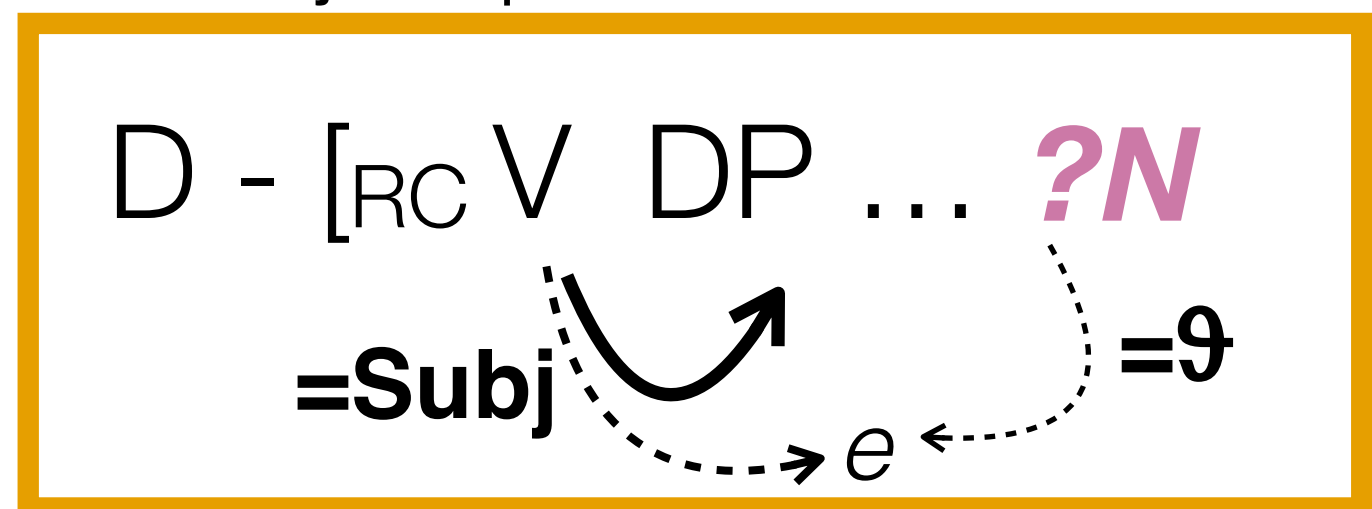 D - [RC V DP ... ?N
=ϑ
=Subj
e